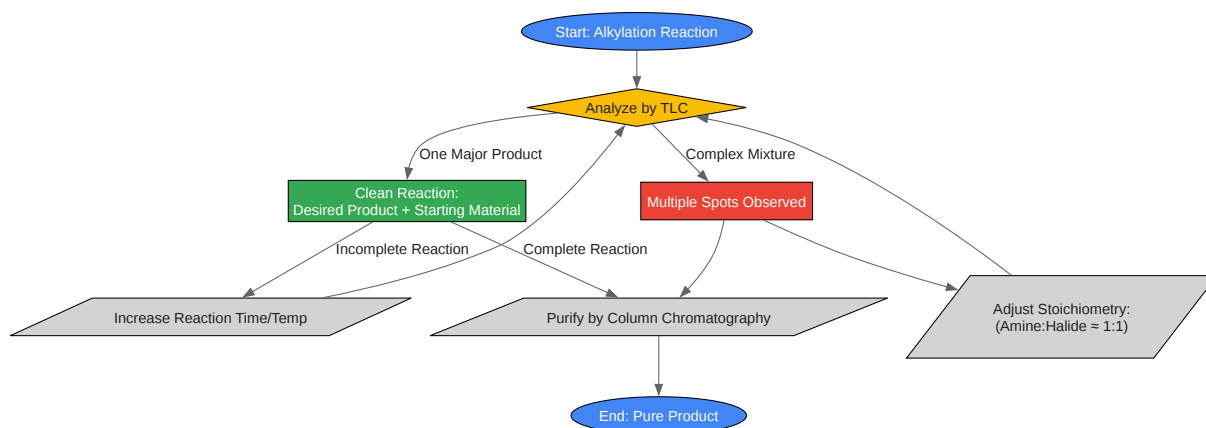 Start: Alkylation Reaction
Analyze by TLC
One Major Product
Complex Mixture
Clean Reaction:
Desired Product + Starting Material
Multiple Spots Observed
Incomplete Reaction
Complete Reaction
Increase Reaction Time/Temp
Purify by Column Chromatography
Adjust Stoichiometry:
(Amine:Halide ≈ 1:1)
End: Pure Product